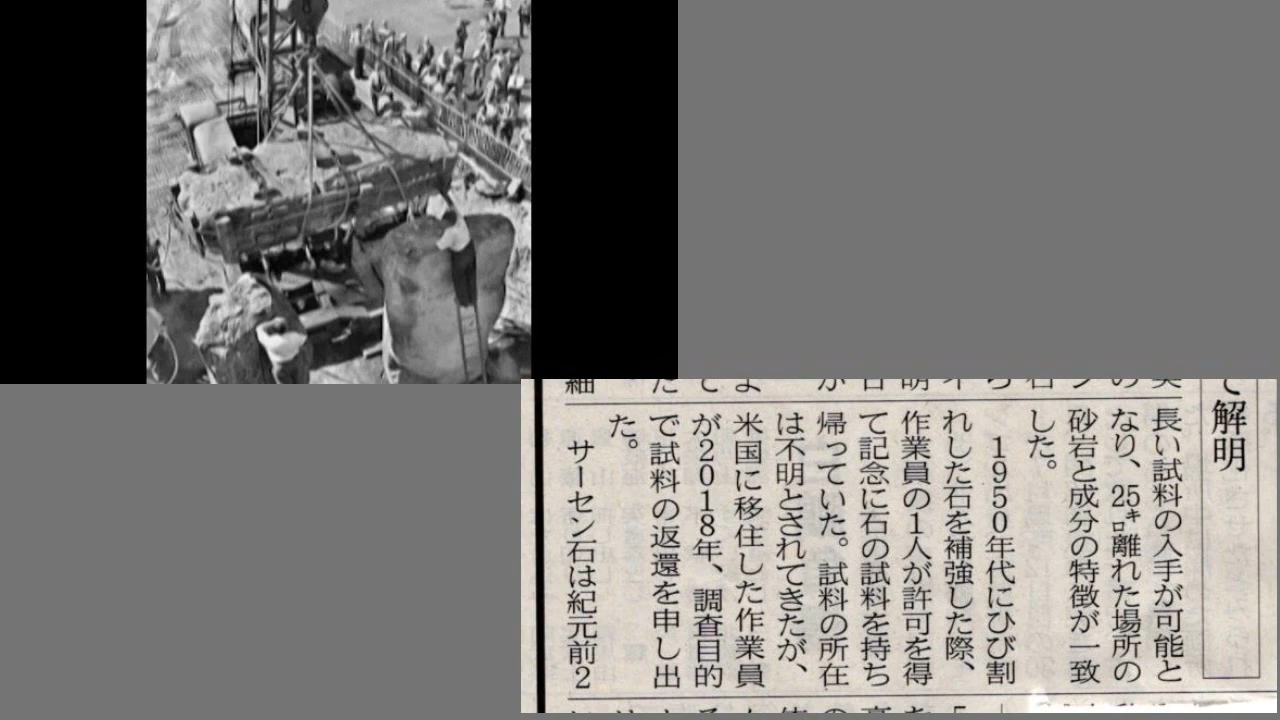 て解明
長い試料の入手が可能と
なり、25㌔離れた場所の
砂岩と成分の特徴が一致
した。
1950年代にひび割
れした石を補強した際、
作業員の1人が許可を得
て記念に石の試料を持ち
帰っていた。試料の所在
は不明とされてきたが、
米国に移住した作業員
が2018年、調査目的
で試料の返還を申し出
た。
サーセン石は紀元前2